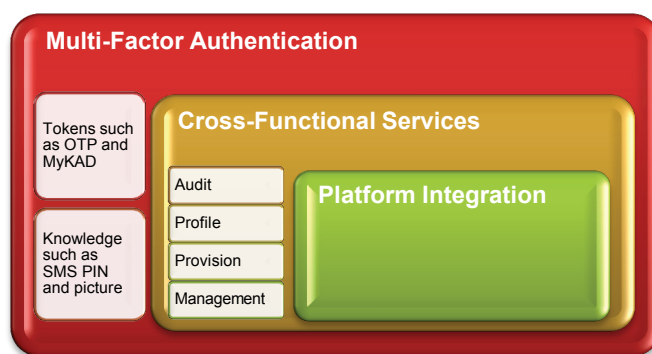 Multi-Factor Authentication
Tokens such
as OTP and
MyKAD
Knowledge
such as
SMS PIN
and picture
Cross-Functional Services
Audit
Profile
Provision
Management
Platform Integration